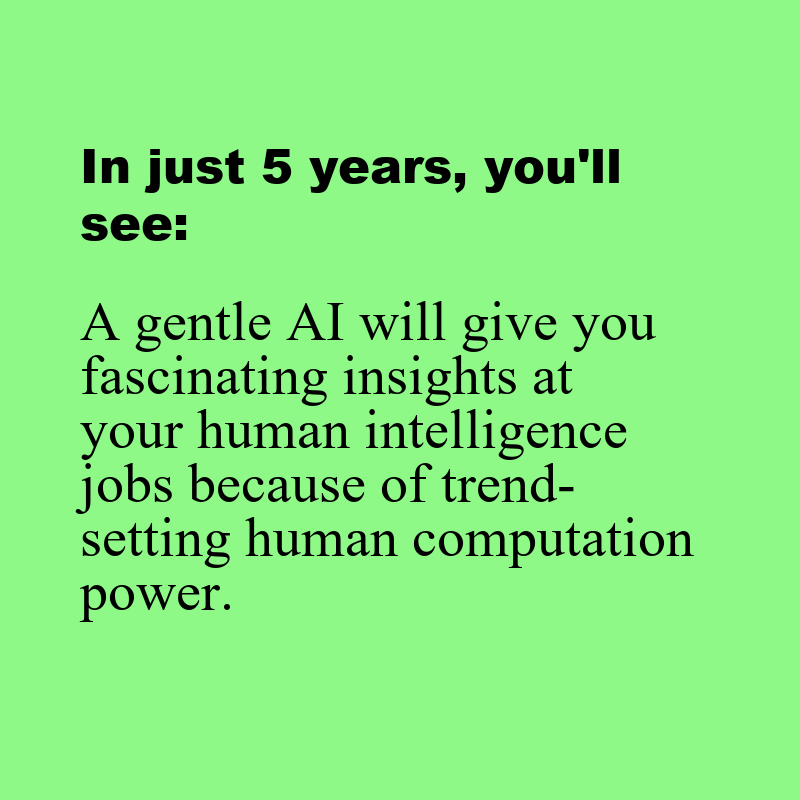 In just 5 years, you'll
see:
A gentle AI will give you
fascinating insights at
your human intelligence
jobs because of trend-
setting human computation
power.